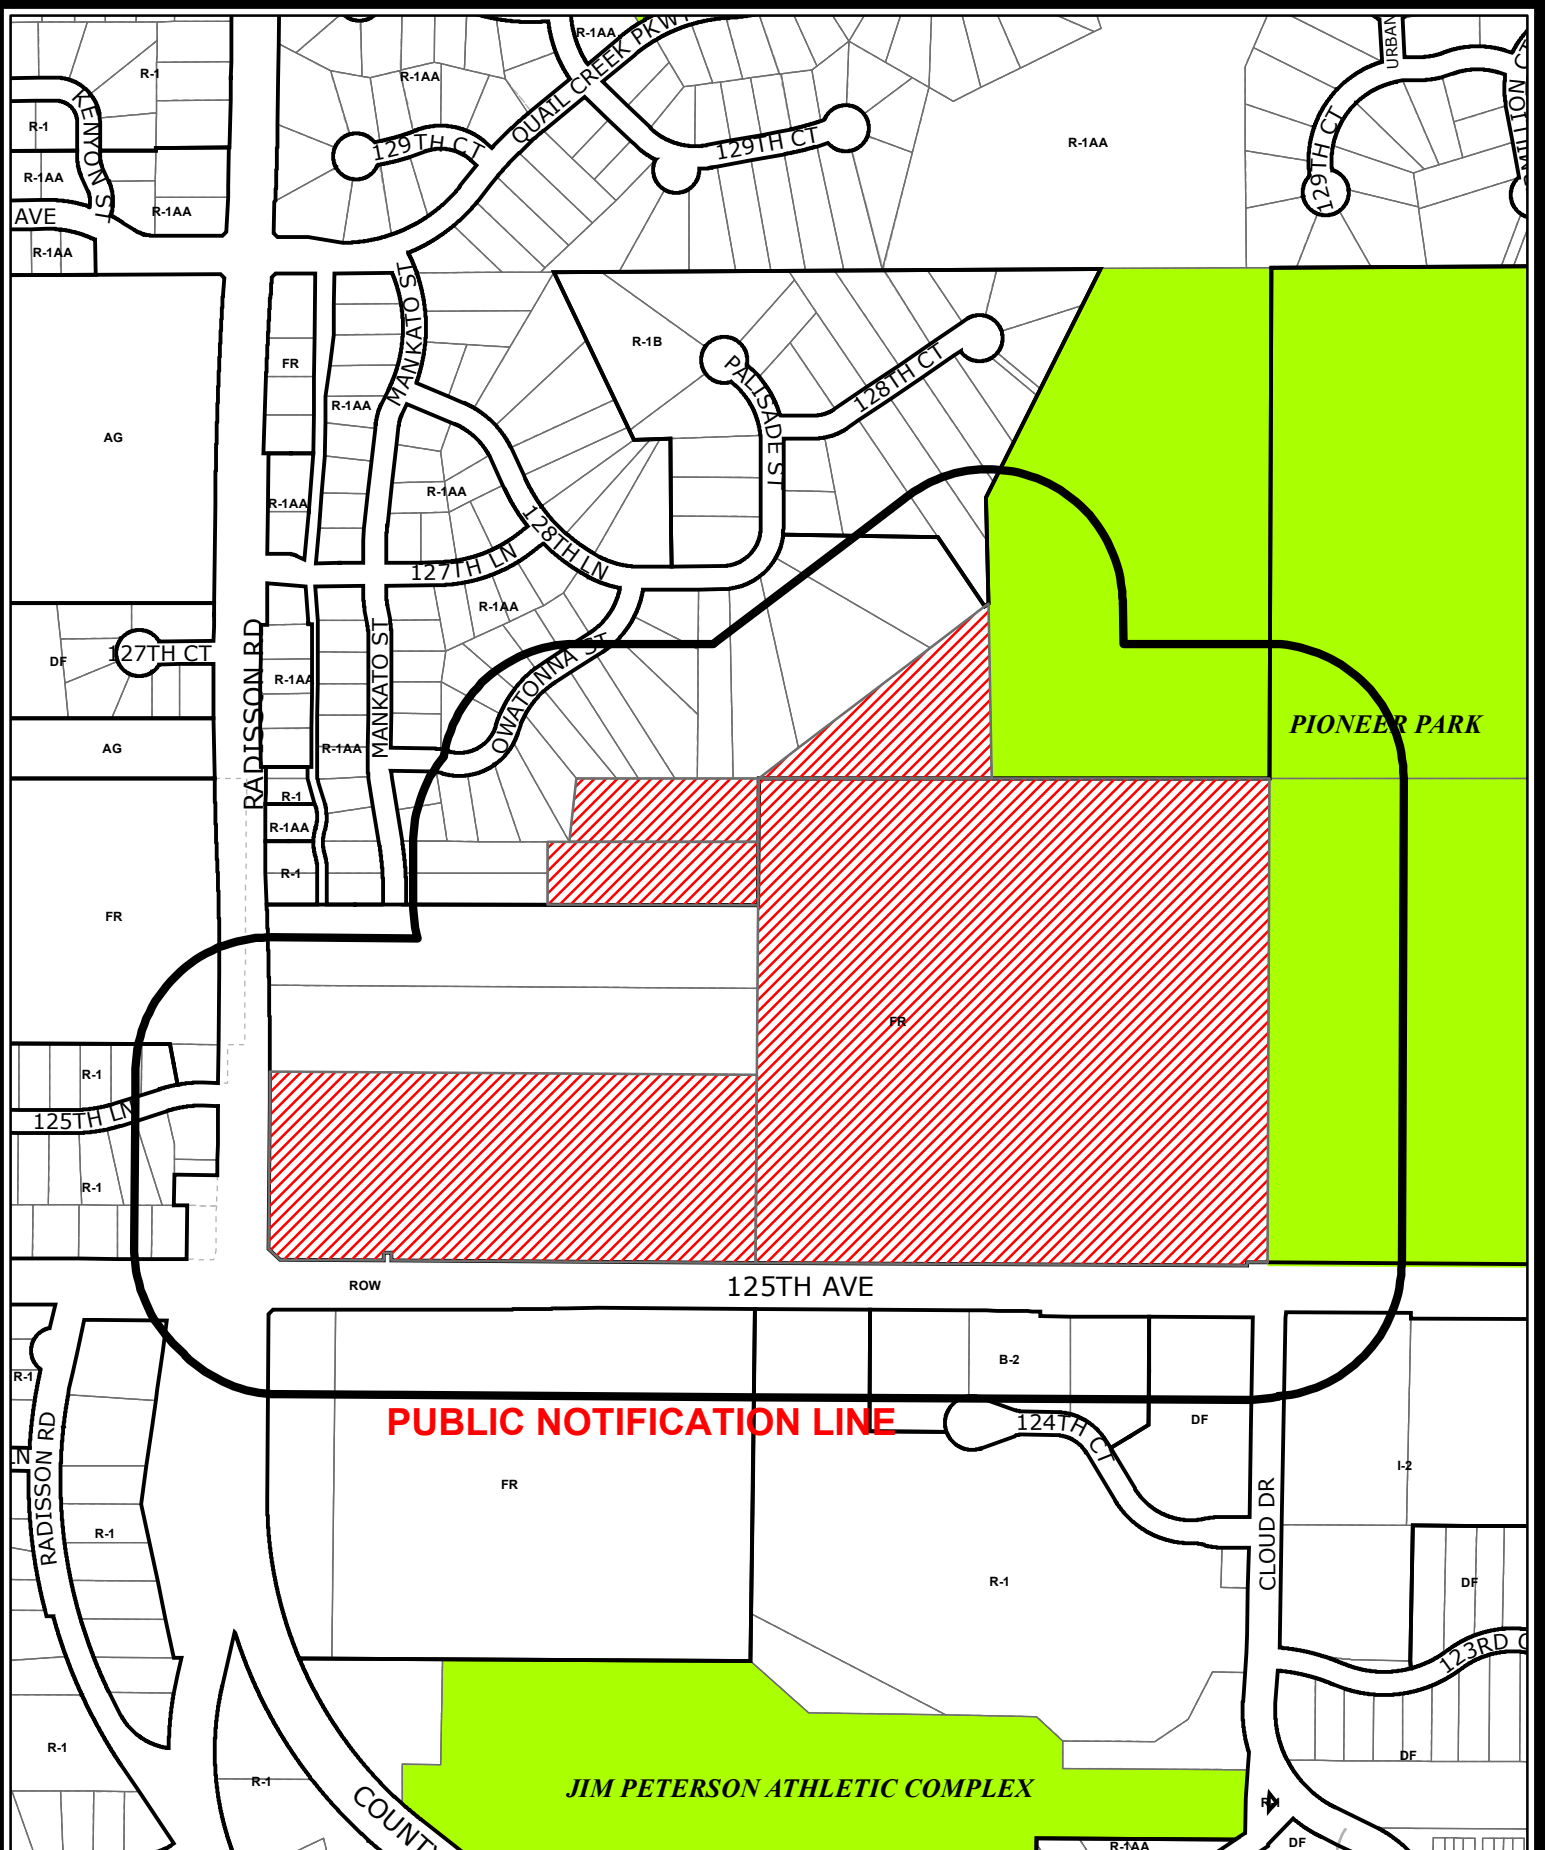 R-1AA
QUAIL CREEK PKWY
URBAN
R-1
R-1AA
KENYON ST
R-1
129TH CT
129TH CT
R-1AA
129TH CT
R-1AA
R-1AA
AVE
R-1AA
MANKATO ST
R-1B
FR
PALISADE ST
128TH CT
R-1AA
AG
R-1AA
R-1AA
128TH LN
127TH LN
R-1AA
RADISSON RD
MANKATO ST
127TH CT
DF
R-1AA
OWATONNA ST
PIONEER PARK
AG
R-1AA
R-1
R-1AA
R-1
FR
FR
R-1
125TH LN
R-1
ROW
125TH AVE
B-2
R-1
PUBLIC NOTIFICATION LINE
124TH CT
DF
LN
RADISSON RD
I-2
FR
CLOUD DR
R-1
R-1
DF
123RD C
R-1
DF
R-1
JIM PETERSON ATHLETIC COMPLEX
COUNTY
R-1AA
DF